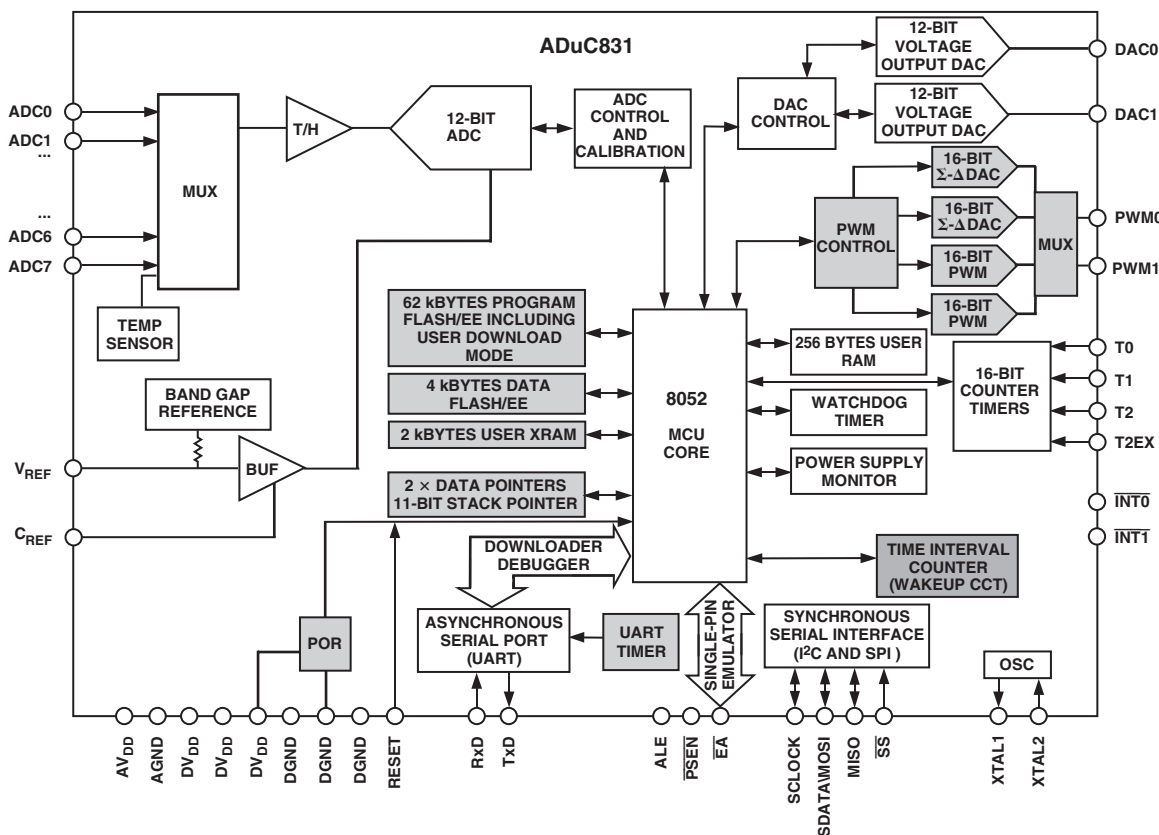 ADuC831
ADC0
ADC1
...
...
ADC6
ADC7
MUX
TEMP
SENSOR
T/H
12-BIT
ADC
ADC
CONTROL
AND
CALIBRATION
DAC
CONTROL
12-BIT
VOLTAGE
OUTPUT DAC
12-BIT
VOLTAGE
OUTPUT DAC
DAC0
DAC1
PWM
CONTROL
16-BIT
Σ-Δ DAC
16-BIT
Σ-Δ DAC
16-BIT
PWM
16-BIT
PWM
MUX
PWM0
PWM1
BAND GAP
REFERENCE
VREF
BUF
CREF
62 kBYTES PROGRAM
FLASH/EE INCLUDING
USER DOWNLOAD
MODE
4 kBYTES DATA
FLASH/EE
2 kBYTES USER XRAM
2 × DATA POINTERS
11-BIT STACK POINTER
8052
MCU
CORE
256 BYTES USER
RAM
WATCHDOG
TIMER
POWER SUPPLY
MONITOR
16-BIT
COUNTER
TIMERS
T0
T1
T2
T2EX
INT0
INT1
TIME INTERVAL
COUNTER
(WAKEUP CCT)
DOWNLOADER
DEBUGGER
POR
ASYNCHRONOUS
SERIAL PORT
(UART)
UART
TIMER
SINGLE-PIN
EMULATOR
SYNCHRONOUS
SERIAL INTERFACE
(I²C AND SPI )
OSC
AVDD
AGND
DVDD
DVDD
DVDD
DGND
DGND
DGND
RESET
RxD
TxD
ALE
PSEN
EA
SCLOCK
SDATA\MOSI
MISO
SS
XTAL1
XTAL2